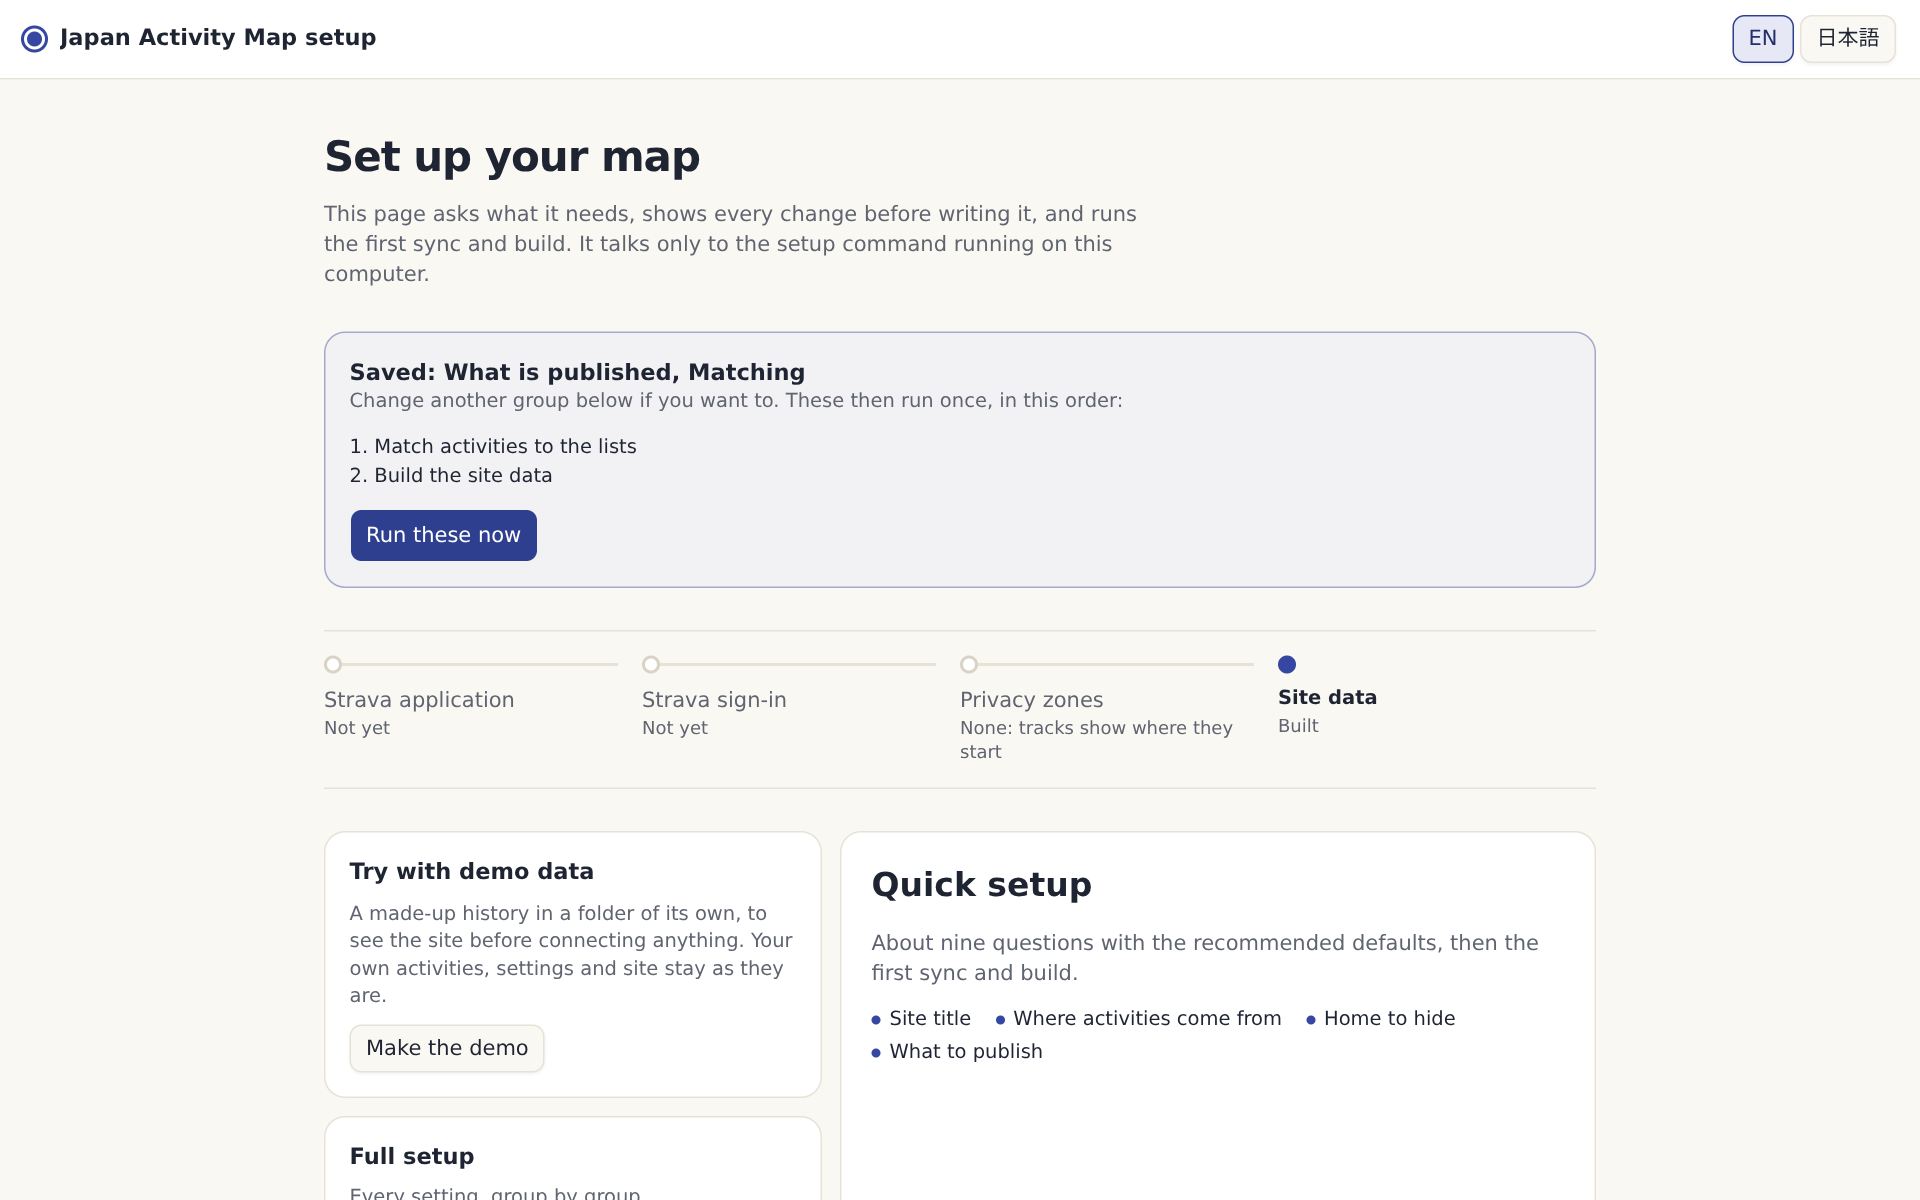 Japan Activity Map setup
EN
日本語
Set up your map
This page asks what it needs, shows every change before writing it, and runs
the first sync and build. It talks only to the setup command running on this
computer.
Saved: What is published, Matching
Change another group below if you want to. These then run once, in this order:
1. Match activities to the lists
2. Build the site data
Run these now
Strava application
Not yet
Strava sign-in
Not yet
Privacy zones
None: tracks show where they
start
Site data
Built
Try with demo data
A made-up history in a folder of its own, to
see the site before connecting anything. Your
own activities, settings and site stay as they
are.
Make the demo
Full setup
Every setting, group by group
Quick setup
About nine questions with the recommended defaults, then the
first sync and build.
Site title
Where activities come from
Home to hide
What to publish